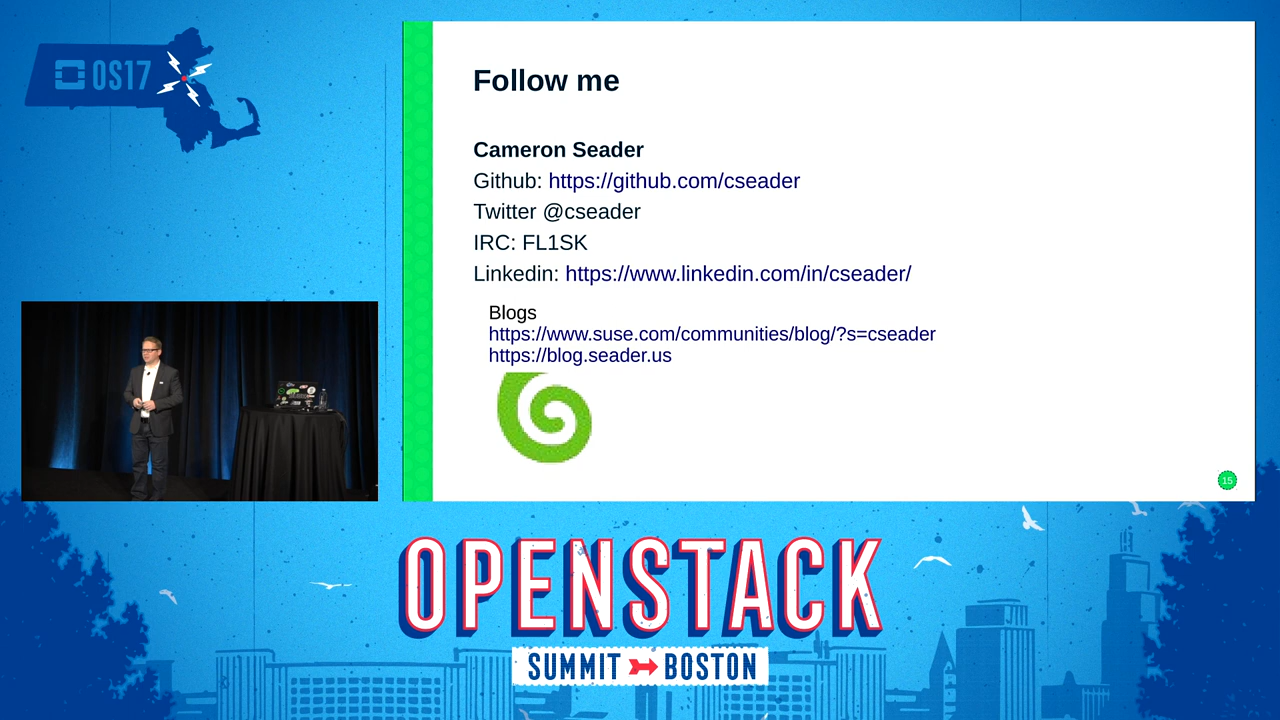 OS17
Follow me
Cameron Seader
Github: https://github.com/cseader
Twitter @cseader
IRC: FL1SK
Linkedin: https://www.linkedin.com/in/cseader/
Blogs
https://www.suse.com/communities/blog/?s=cseader
https://blog.seader.us
15
OPENSTACK
SUMMIT BOSTON